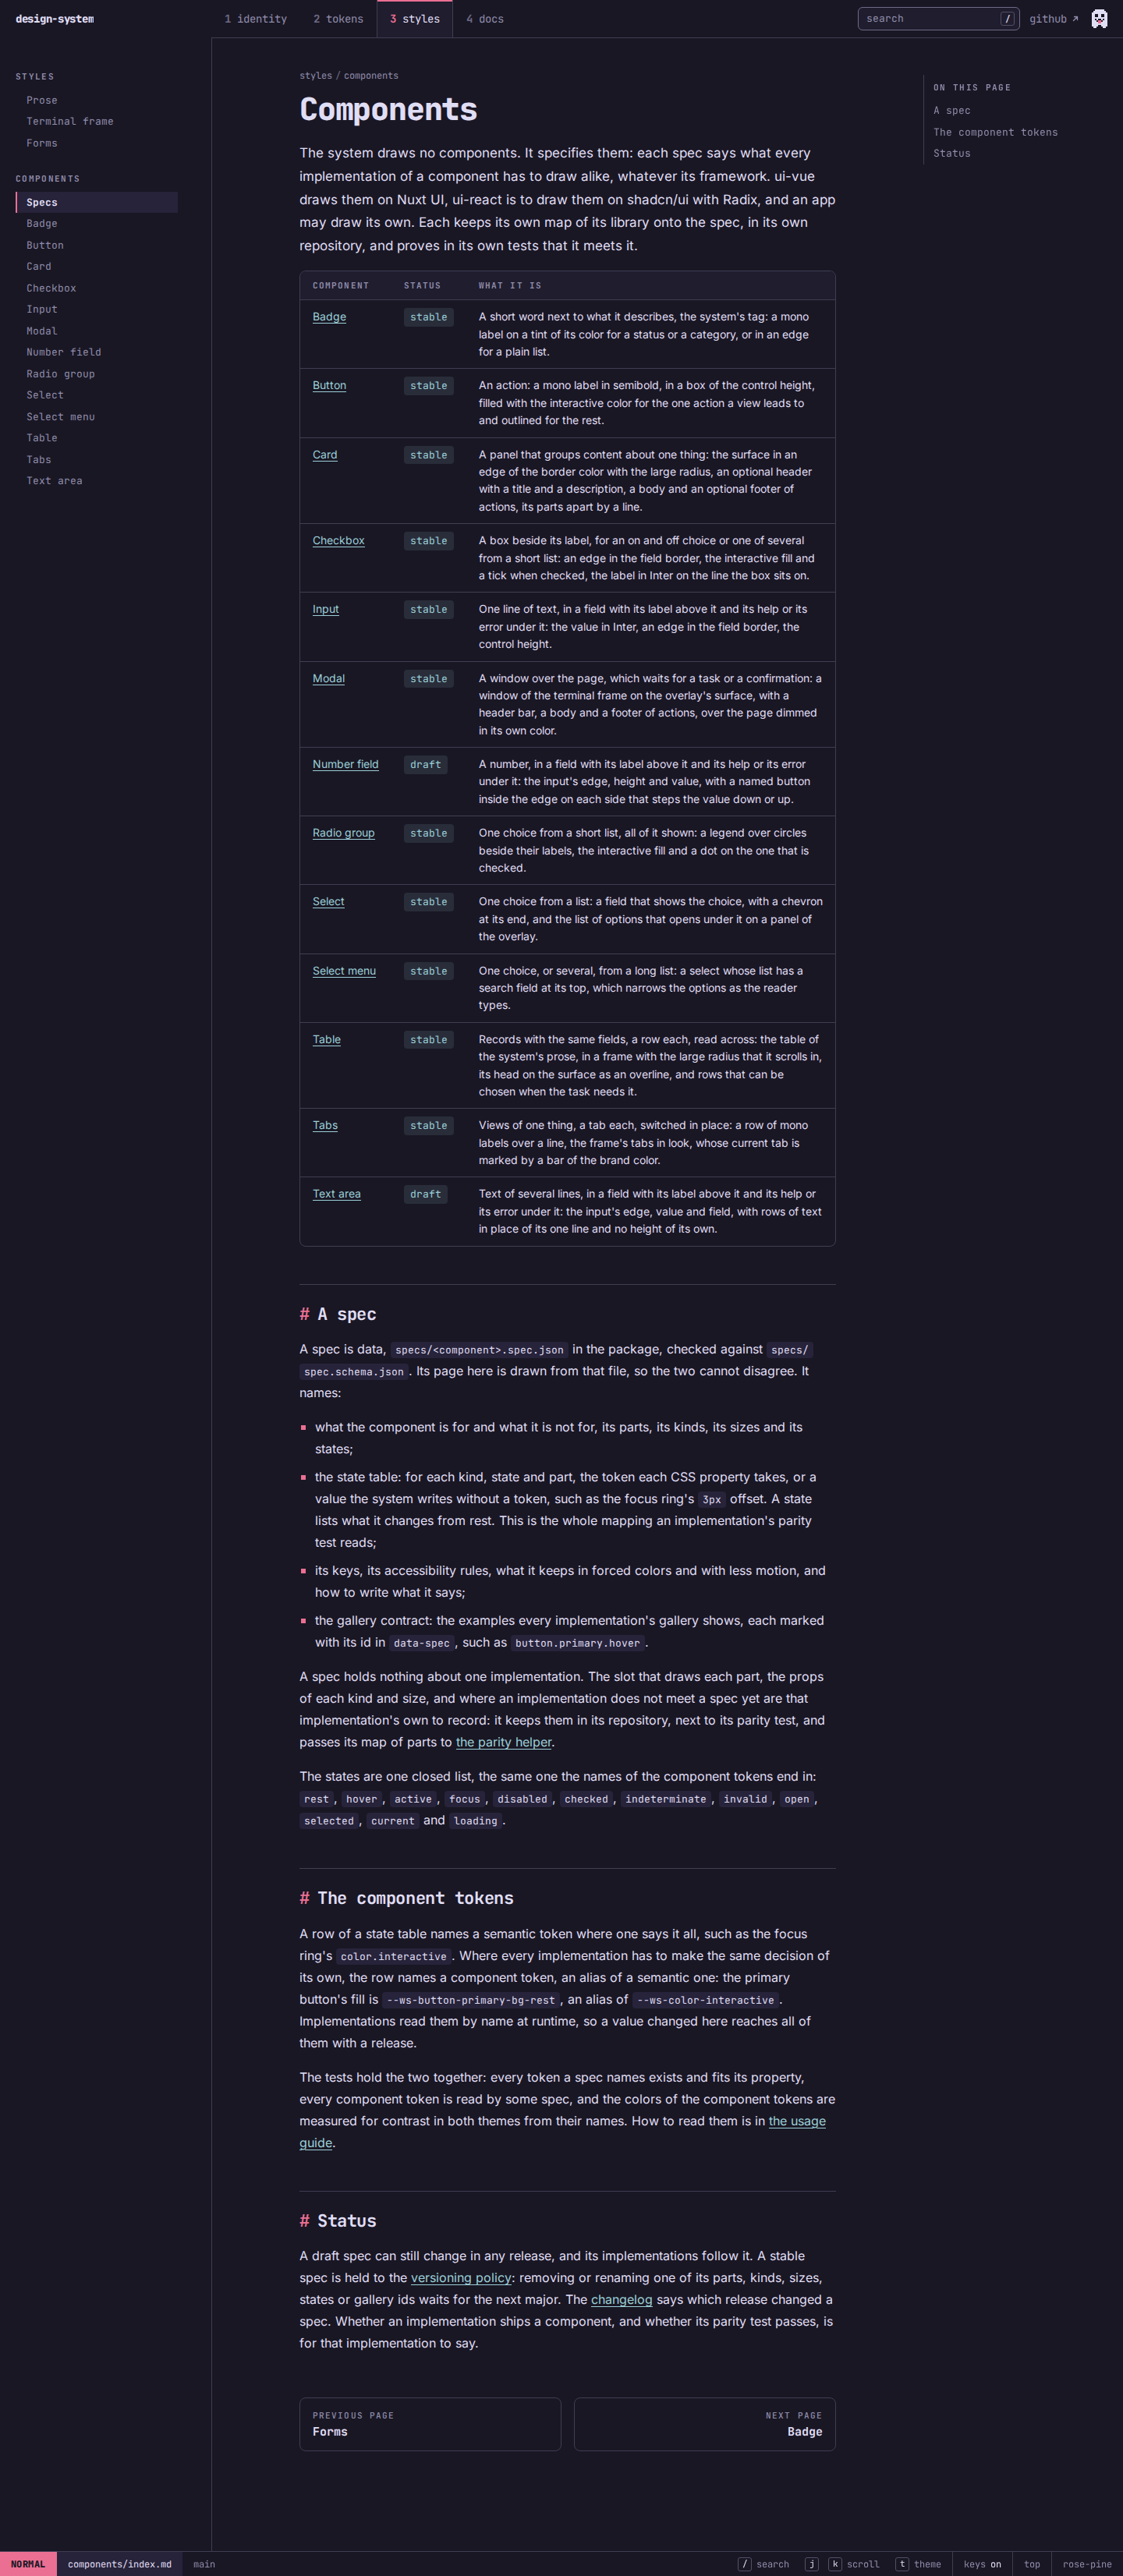 design-system
1 identity
2 tokens
3 styles
4 docs
search /
github ↗
STYLES
Prose
Terminal frame
Forms
COMPONENTS
Specs
Badge
Button
Card
Checkbox
Input
Modal
Number field
Radio group
Select
Select menu
Table
Tabs
Text area
styles / components
Components
The system draws no components. It specifies them: each spec says what every
implementation of a component has to draw alike, whatever its framework. ui-vue
draws them on Nuxt UI, ui-react is to draw them on shadcn/ui with Radix, and an app
may draw its own. Each keeps its own map of its library onto the spec, in its own
repository, and proves in its own tests that it meets it.
COMPONENT STATUS WHAT IT IS
Badge stable A short word next to what it describes, the system's tag: a mono
label on a tint of its color for a status or a category, or in an edge
for a plain list.
Button stable An action: a mono label in semibold, in a box of the control height,
filled with the interactive color for the one action a view leads to
and outlined for the rest.
Card stable A panel that groups content about one thing: the surface in an
edge of the border color with the large radius, an optional header
with a title and a description, a body and an optional footer of
actions, its parts apart by a line.
Checkbox stable A box beside its label, for an on and off choice or one of several
from a short list: an edge in the field border, the interactive fill and
a tick when checked, the label in Inter on the line the box sits on.
Input stable One line of text, in a field with its label above it and its help or its
error under it: the value in Inter, an edge in the field border, the
control height.
Modal stable A window over the page, which waits for a task or a confirmation: a
window of the terminal frame on the overlay's surface, with a
header bar, a body and a footer of actions, over the page dimmed
in its own color.
Number field draft A number, in a field with its label above it and its help or its error
under it: the input's edge, height and value, with a named button
inside the edge on each side that steps the value down or up.
Radio group stable One choice from a short list, all of it shown: a legend over circles
beside their labels, the interactive fill and a dot on the one that is
checked.
Select stable One choice from a list: a field that shows the choice, with a chevron
at its end, and the list of options that opens under it on a panel of
the overlay.
Select menu stable One choice, or several, from a long list: a select whose list has a
search field at its top, which narrows the options as the reader
types.
Table stable Records with the same fields, a row each, read across: the table of
the system's prose, in a frame with the large radius that it scrolls in,
its head on the surface as an overline, and rows that can be
chosen when the task needs it.
Tabs stable Views of one thing, a tab each, switched in place: a row of mono
labels over a line, the frame's tabs in look, whose current tab is
marked by a bar of the brand color.
Text area draft Text of several lines, in a field with its label above it and its help or
its error under it: the input's edge, value and field, with rows of text
in place of its one line and no height of its own.
# A spec
A spec is data, specs/<component>.spec.json in the package, checked against specs/
spec.schema.json. Its page here is drawn from that file, so the two cannot disagree. It
names:
what the component is for and what it is not for, its parts, its kinds, its sizes and its
states;
the state table: for each kind, state and part, the token each CSS property takes, or a
value the system writes without a token, such as the focus ring's 3px offset. A state
lists what it changes from rest. This is the whole mapping an implementation's parity
test reads;
its keys, its accessibility rules, what it keeps in forced colors and with less motion, and
how to write what it says;
the gallery contract: the examples every implementation's gallery shows, each marked
with its id in data-spec, such as button.primary.hover.
A spec holds nothing about one implementation. The slot that draws each part, the props
of each kind and size, and where an implementation does not meet a spec yet are that
implementation's own to record: it keeps them in its repository, next to its parity test, and
passes its map of parts to the parity helper.
The states are one closed list, the same one the names of the component tokens end in:
rest, hover, active, focus, disabled, checked, indeterminate, invalid, open,
selected, current and loading.
# The component tokens
A row of a state table names a semantic token where one says it all, such as the focus
ring's color.interactive. Where every implementation has to make the same decision of
its own, the row names a component token, an alias of a semantic one: the primary
button's fill is --ws-button-primary-bg-rest, an alias of --ws-color-interactive.
Implementations read them by name at runtime, so a value changed here reaches all of
them with a release.
The tests hold the two together: every token a spec names exists and fits its property,
every component token is read by some spec, and the colors of the component tokens are
measured for contrast in both themes from their names. How to read them is in the usage
guide.
# Status
A draft spec can still change in any release, and its implementations follow it. A stable
spec is held to the versioning policy: removing or renaming one of its parts, kinds, sizes,
states or gallery ids waits for the next major. The changelog says which release changed a
spec. Whether an implementation ships a component, and whether its parity test passes, is
for that implementation to say.
PREVIOUS PAGE
Forms
NEXT PAGE
Badge
ON THIS PAGE
A spec
The component tokens
Status
NORMAL components/index.md main
/ search j k scroll t theme keys on top rose-pine